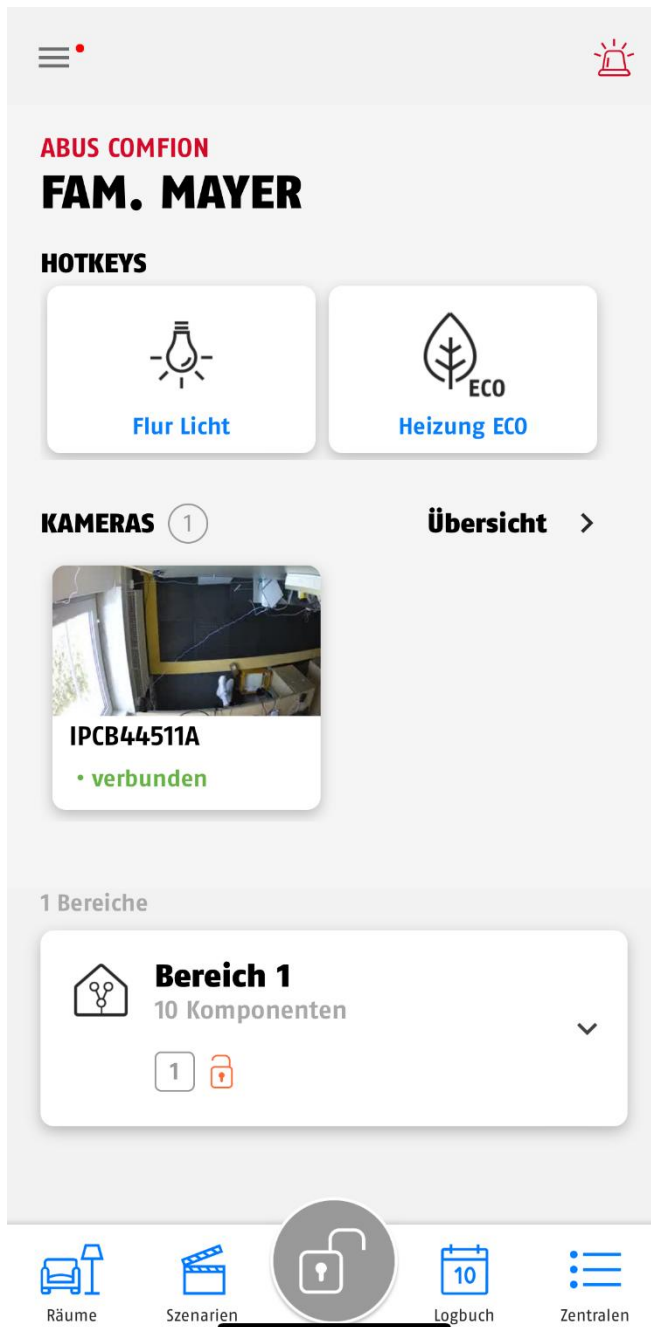 ABUS COMFION
FAM. MAYER
HOTKEYS
ECO
Flur Licht
Heizung ECO
KAMERAS 1
Übersicht >
IPCB44511A
• verbunden
1 Bereiche
Bereich 1
10 Komponenten
1
10
Räume
Szenarien
Logbuch
Zentralen